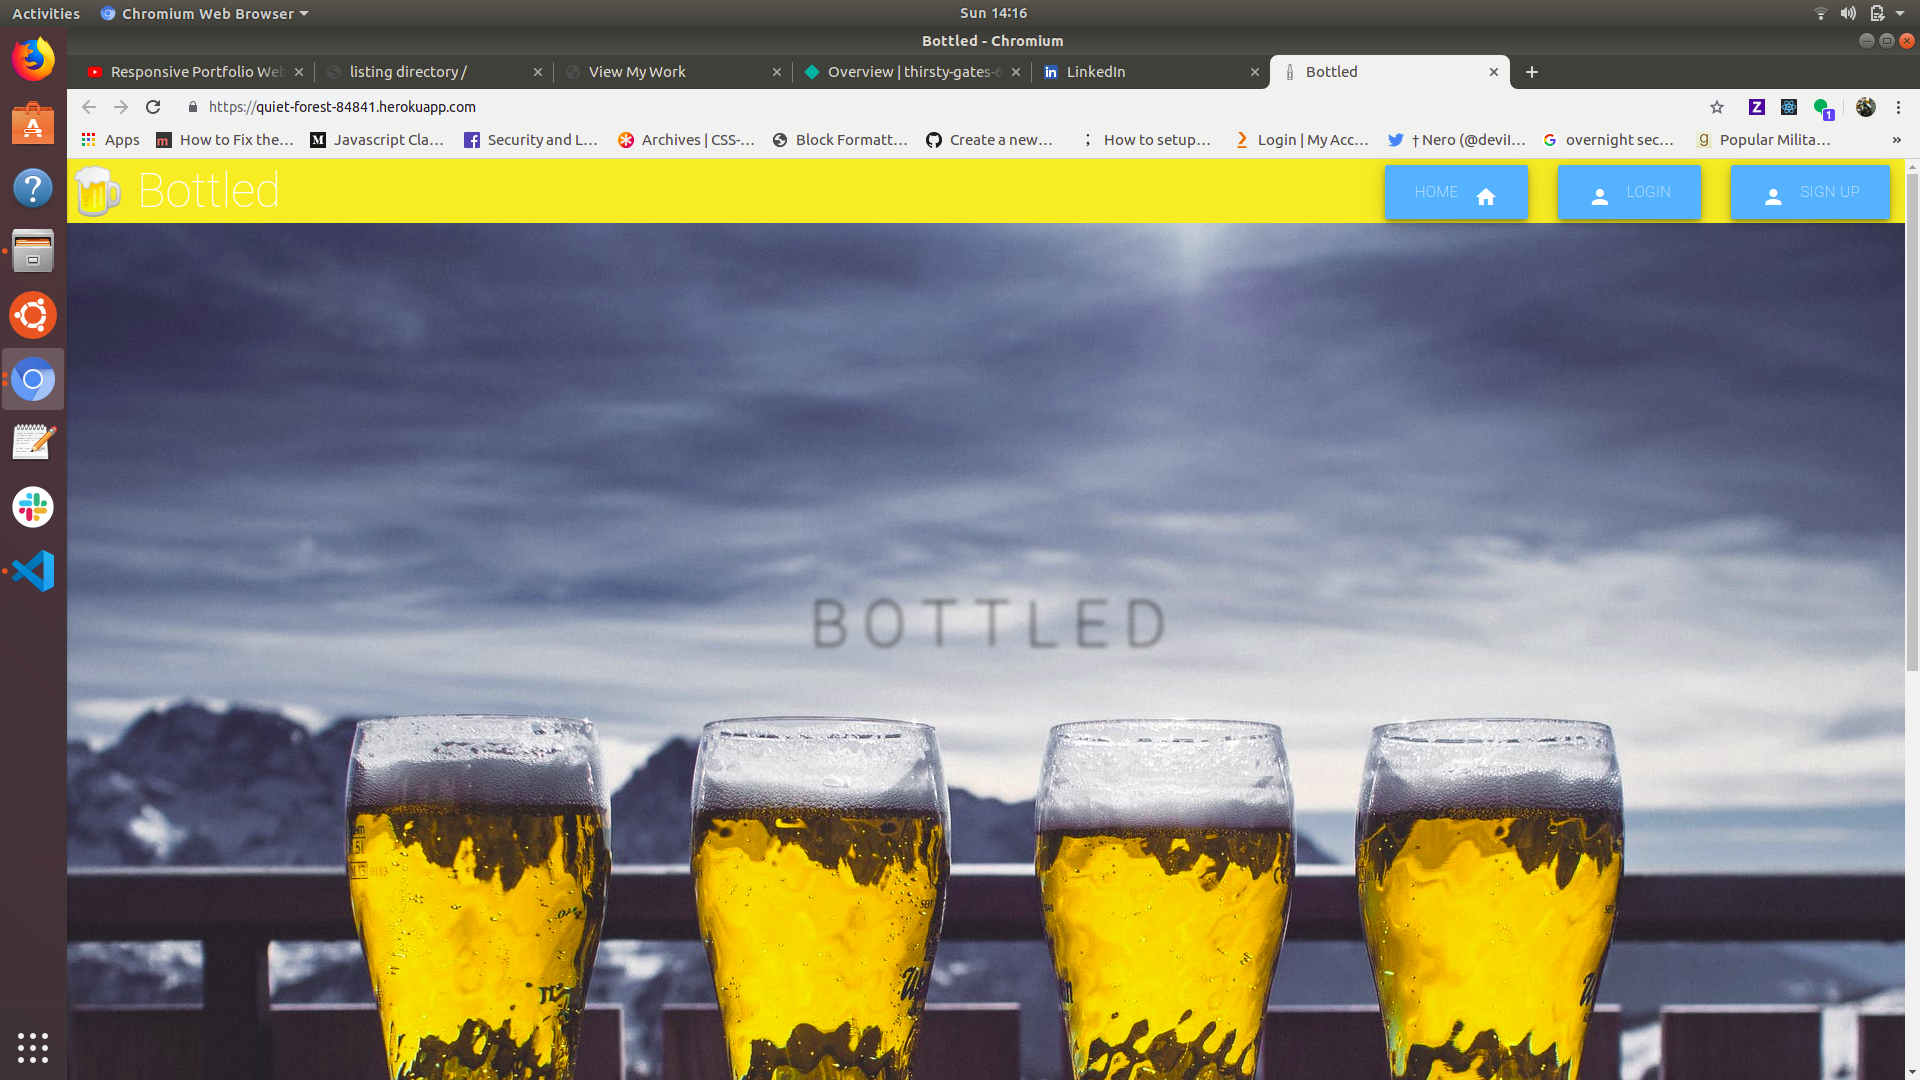 Activities
Chromium Web Browser
Sun 14:16
Bottled - Chromium
Responsive Portfolio Web
listing directory /
View My Work
Overview | thirsty-gates-6
LinkedIn
Bottled
https://quiet-forest-84841.herokuapp.com
1
Apps
How to Fix the...
Javascript Cla...
Security and L...
Archives | CSS-...
Block Formatt...
Create a new...
How to setup...
Login | My Acc...
† Nero (@devil...
overnight sec...
Popular Milita...
»
Bottled
HOME
LOGIN
SIGN UP
BOTTLED